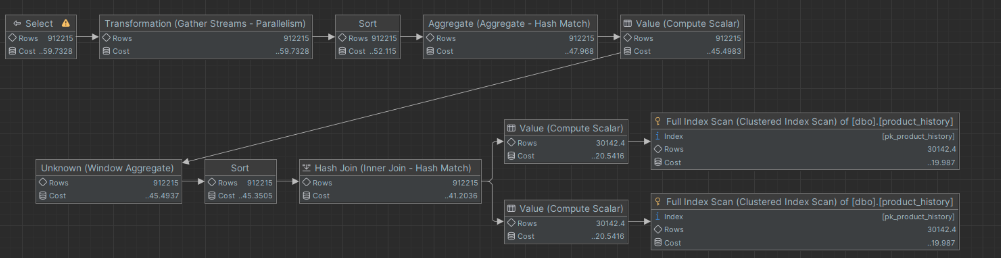 Select
Rows 912215
Cost ..59.7328
Transformation (Gather Streams - Parallelism)
Rows 912215
Cost ..59.7328
Sort
Rows 912215
Cost ..52.115
Aggregate (Aggregate - Hash Match)
Rows 912215
Cost ..47.968
Value (Compute Scalar)
Rows 912215
Cost ..45.4983
Unknown (Window Aggregate)
Rows 912215
Cost ..45.4937
Sort
Rows 912215
Cost ..45.3505
Hash Join (Inner Join - Hash Match)
Rows 912215
Cost ..41.2036
Value (Compute Scalar)
Rows 30142.4
Cost ..20.5416
Full Index Scan (Clustered Index Scan) of [dbo].[product_history]
Index [pk_product_history]
Rows 30142.4
Cost ..19.987
Value (Compute Scalar)
Rows 30142.4
Cost ..20.5416
Full Index Scan (Clustered Index Scan) of [dbo].[product_history]
Index [pk_product_history]
Rows 30142.4
Cost ..19.987